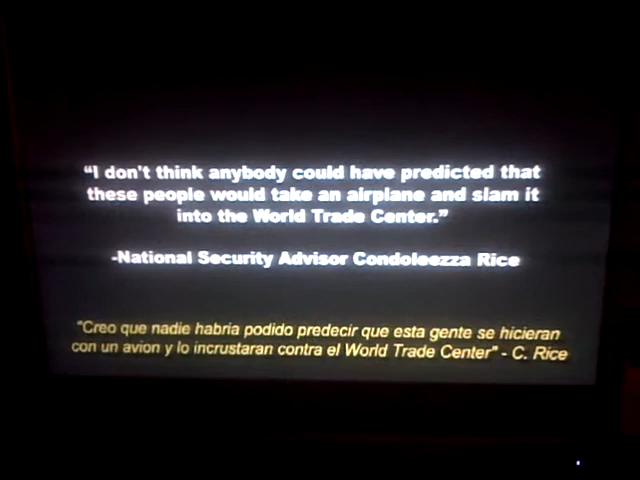 “I don't think anybody could have predicted that
these people would take an airplane and slam it
into the World Trade Center.”
-National Security Advisor Condoleezza Rice
"Creo que nadie habria podido predecir que esta gente se hicieran
con un avion y lo incrustaran contra el World Trade Center" - C. Rice